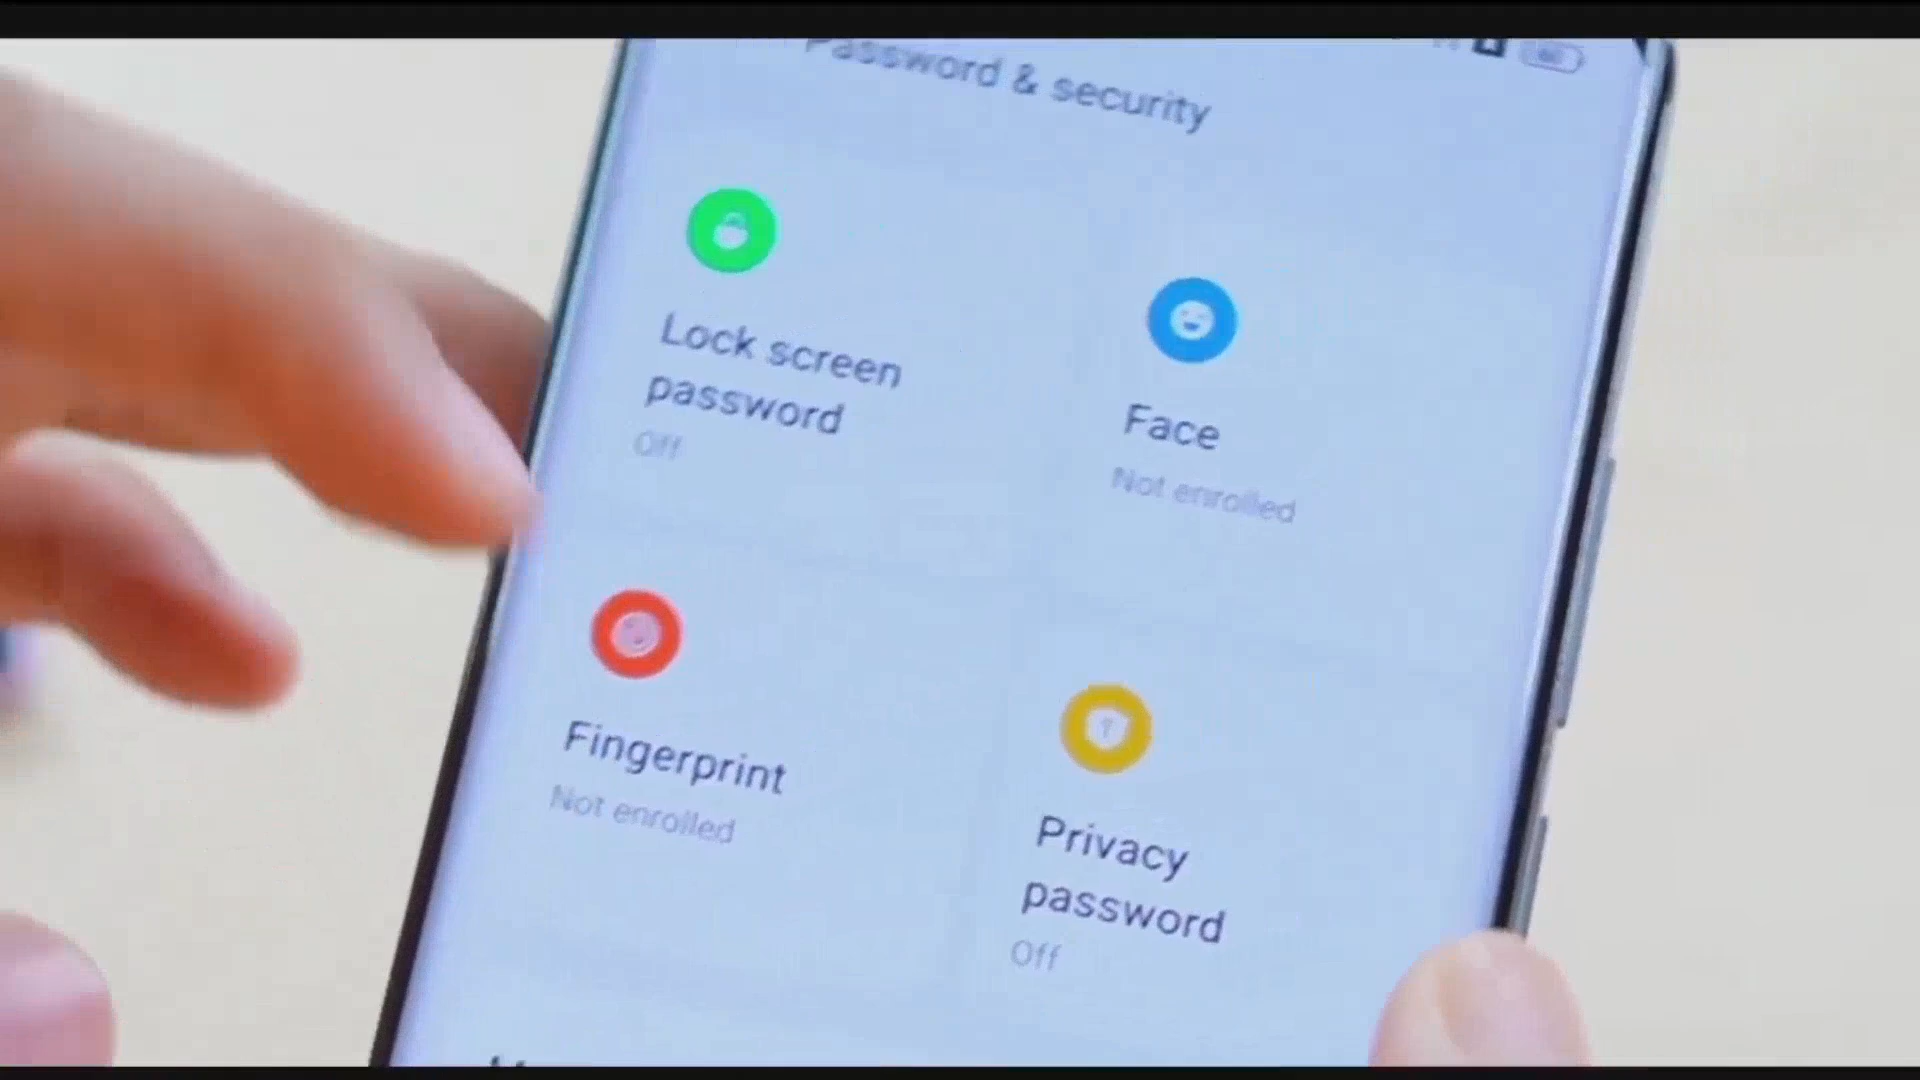 Password & security
Lock screen
password
Off
Face
Not enrolled
Fingerprint
Not enrolled
Privacy
password
Off